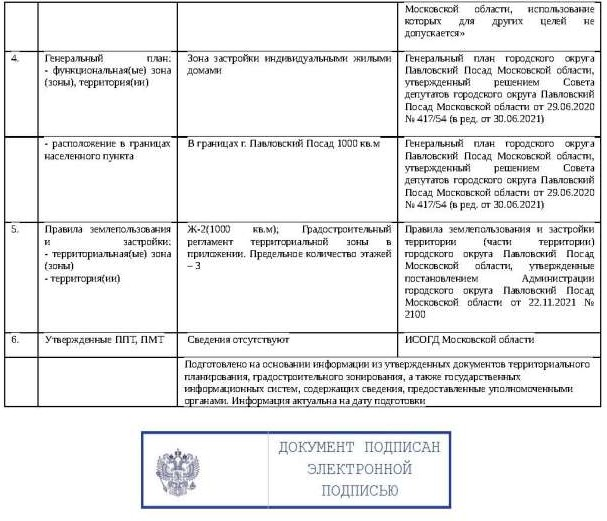 Московской области, использование
которых для других целей не
допускается»
4.
Генеральный план:
- функциональная(ые) зона
(зоны), территория(ии)
Зона застройки индивидуальными жилыми
домами
Генеральный план городского округа
Павловский Посад Московской области,
утвержденный решением Совета
депутатов городского округа Павловский
Посад Московской области от 29.06.2020
№ 417/54 (в ред. от 30.06.2021)
- расположение в границах
населенного пункта
В границах г. Павловский Посад 1000 кв.м
Генеральный план городского округа
Павловский Посад Московской области,
утвержденный решением Совета
депутатов городского округа Павловский
Посад Московской области от 29.06.2020
№ 417/54 (в ред. от 30.06.2021)
5.
Правила землепользования
и застройки:
- территориальная(ые) зона
(зоны)
- территория(ии)
Ж-2(1000 кв.м); Градостроительный
регламент территориальной зоны в
приложении. Предельное количество этажей
– 3
Правила землепользования и застройки
территории (части территории)
городского округа Павловский Посад
Московской области, утвержденные
постановлением Администрации
городского округа Павловский Посад
Московской области от 22.11.2021 №
2100
6.
Утвержденные ППТ, ПМТ
Сведения отсутствуют
ИСОГД Московской области
Подготовлено на основании информации из утвержденных документов территориального
планирования, градостроительного зонирования, а также государственных
информационных систем, содержащих сведения, предоставленные уполномоченными
органами. Информация актуальна на дату подготовки
ДОКУМЕНТ ПОДПИСАН
ЭЛЕКТРОННОЙ
ПОДПИСЬЮ